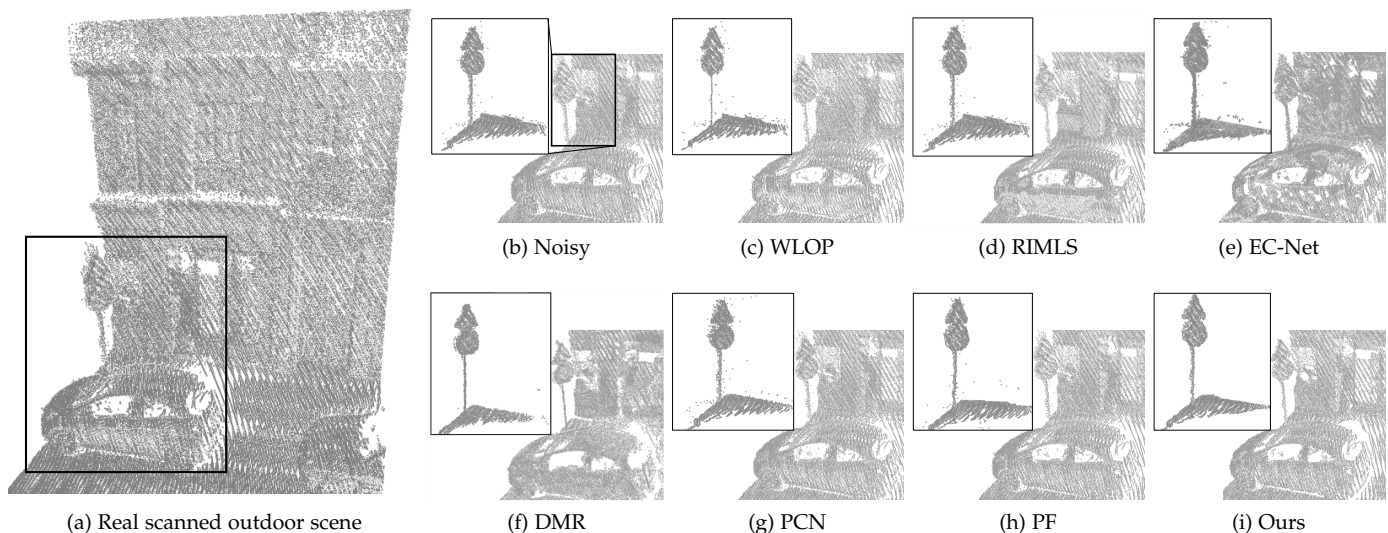 (b) Noisy
(c) WLOP
(d) RIMLS
(e) EC-Net
(a) Real scanned outdoor scene
(f) DMR
(g) PCN
(h) PF
(i) Ours